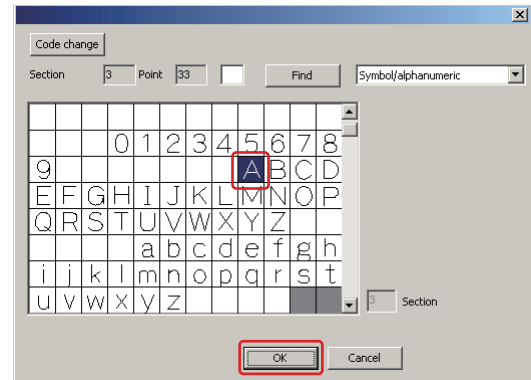 Code change
Section 3 Point 33 Find Symbol/alphanumeric
0 1 2 3 4 5 6 7 8
9 A B C D
E F G H I J K L M N O P
Q R S T U V W X Y Z
a b c d e f g h
i j k l m n o p q r s t
u v w x y z
3 Section
OK Cancel